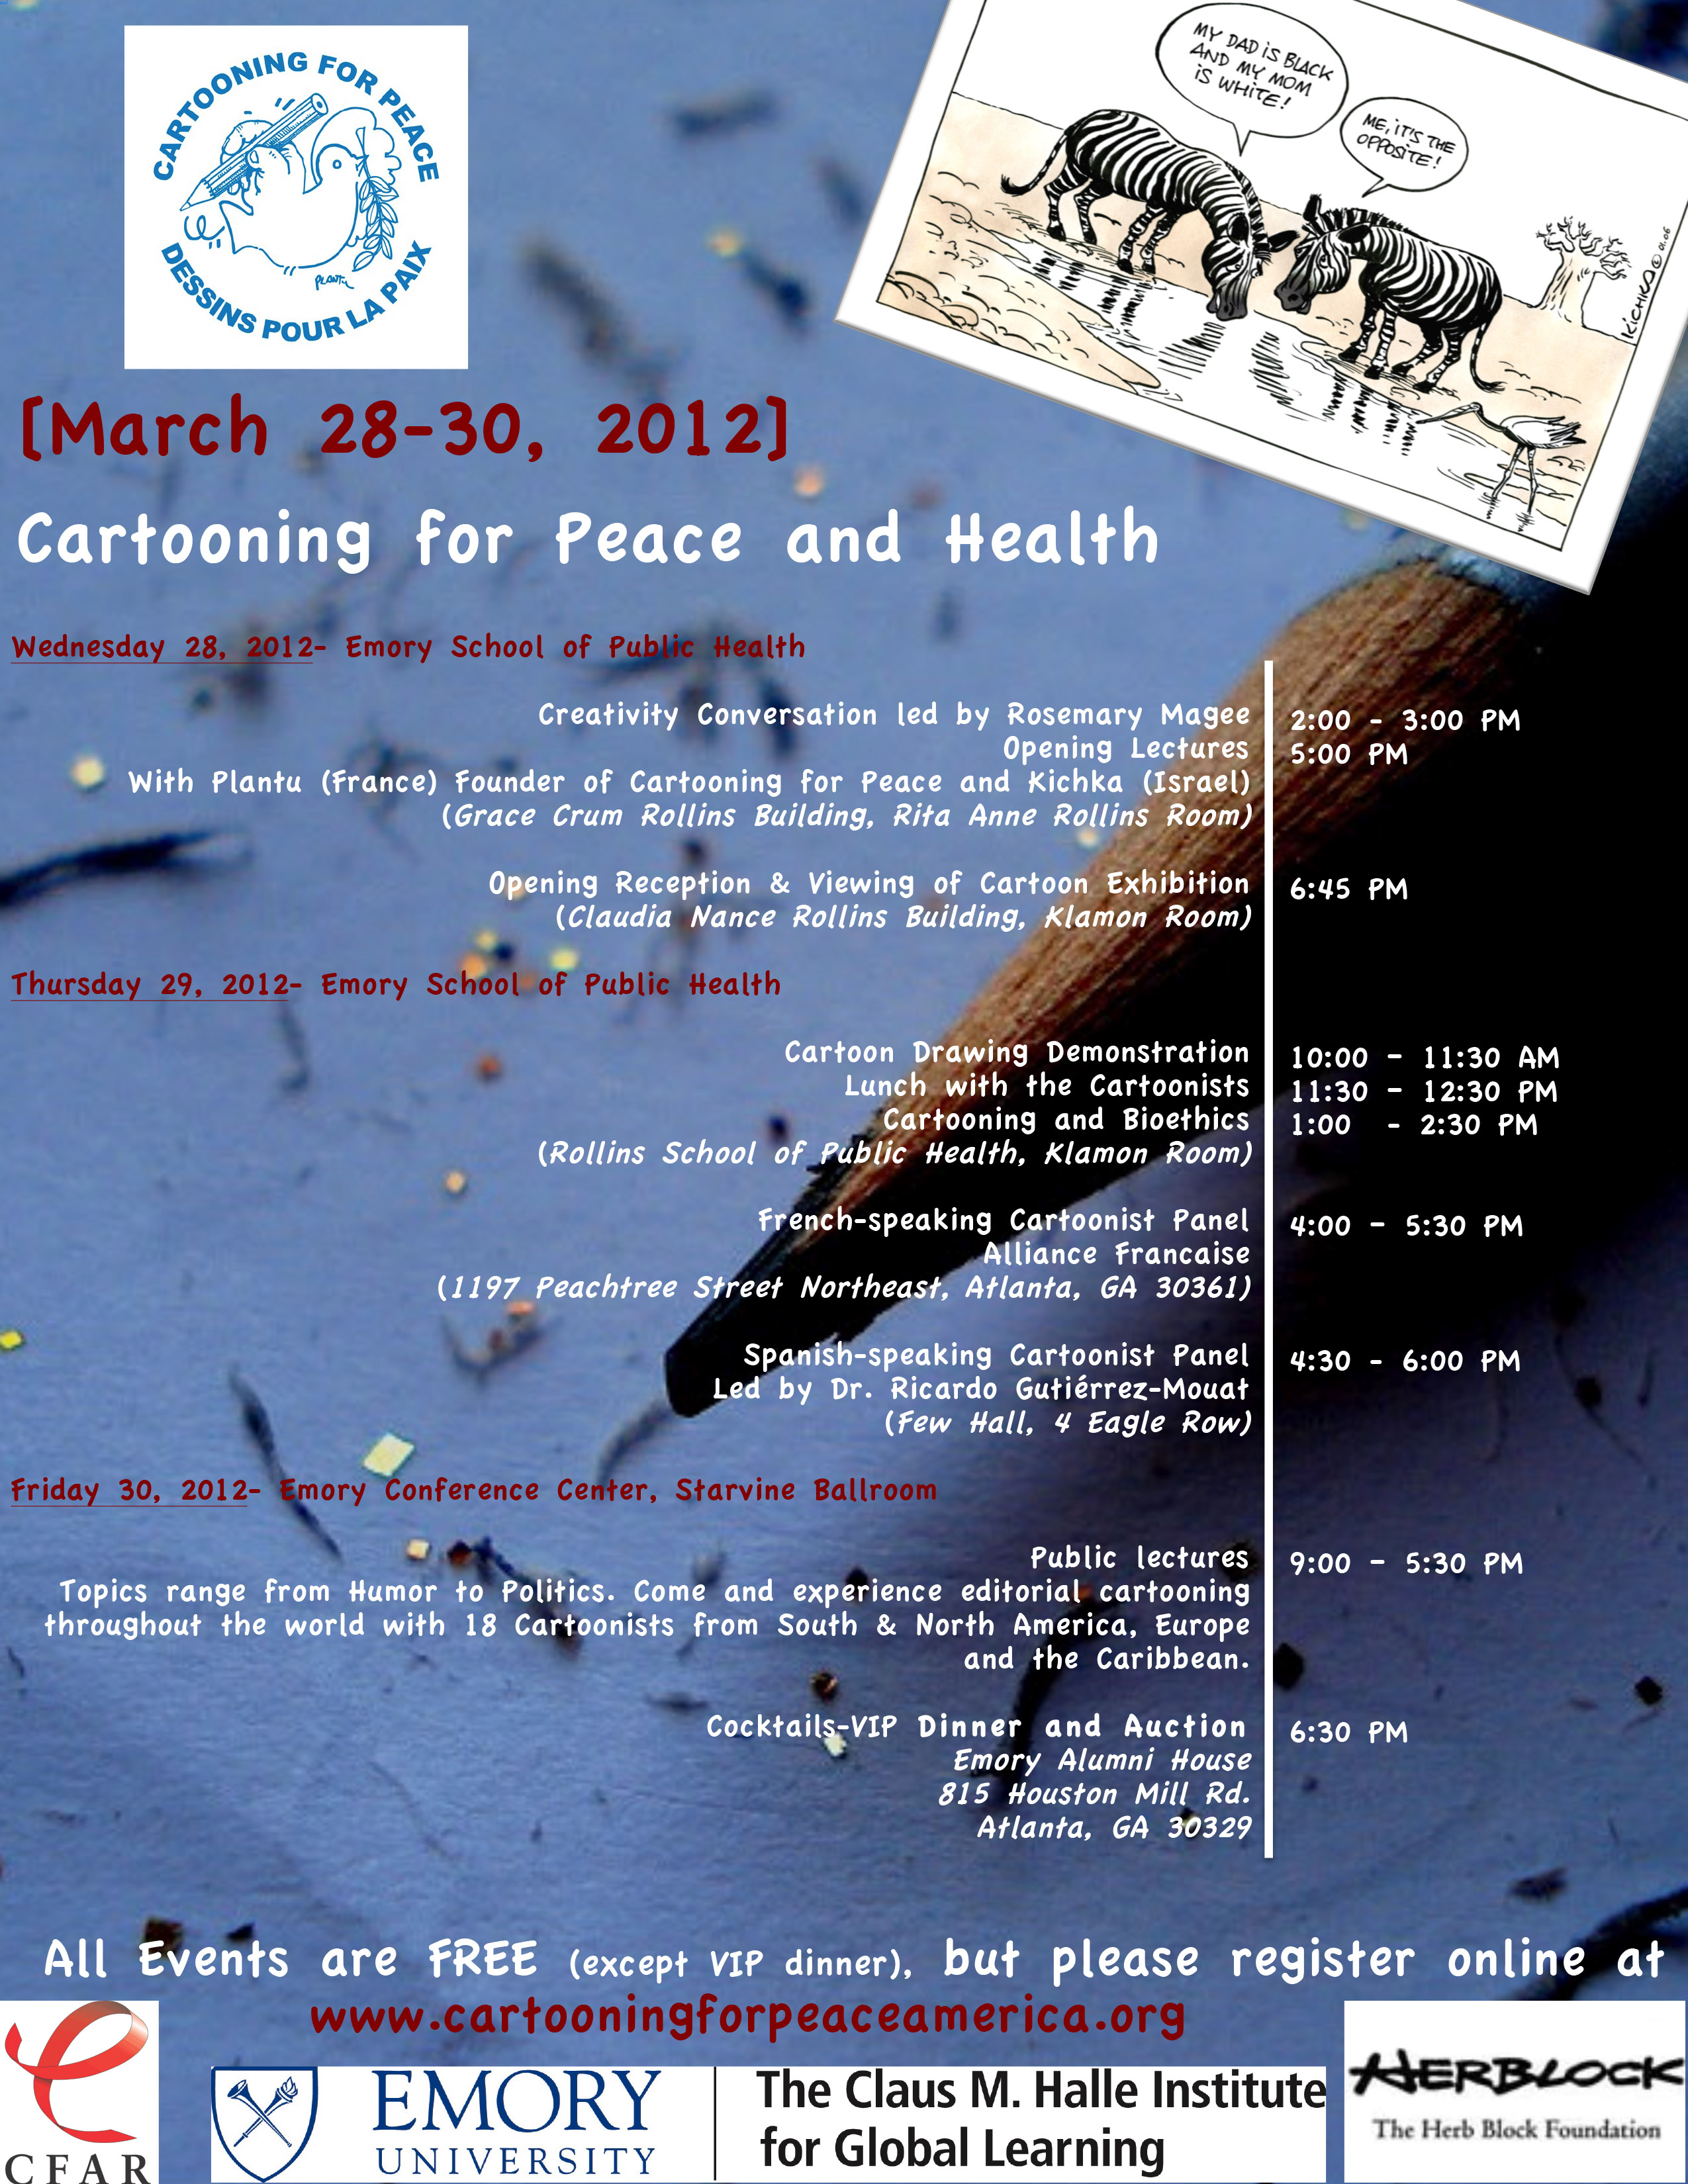 CARTOONING FOR PEACE
DESSINS POUR LA PAIX
PLANTU
MY DAD iS BLACK
AND MY MOM
iS WHiTE!
ME, iT'S THE
OPPOSiTE!
KiCHKA © 01.06
[March 28-30, 2012]
Cartooning for Peace and Health
Wednesday 28, 2012- Emory School of Public Health
Creativity Conversation led by Rosemary Magee 2:00 - 3:00 PM
Opening Lectures 5:00 PM
With Plantu (France) Founder of Cartooning for Peace and Kichka (Israel)
(Grace Crum Rollins Building, Rita Anne Rollins Room)
Opening Reception & Viewing of Cartoon Exhibition 6:45 PM
(Claudia Nance Rollins Building, Klamon Room)
Thursday 29, 2012- Emory School of Public Health
Cartoon Drawing Demonstration 10:00 – 11:30 AM
Lunch with the Cartoonists 11:30 – 12:30 PM
Cartooning and Bioethics 1:00 - 2:30 PM
(Rollins School of Public Health, Klamon Room)
French-speaking Cartoonist Panel 4:00 – 5:30 PM
Alliance Francaise
(1197 Peachtree Street Northeast, Atlanta, GA 30361)
Spanish-speaking Cartoonist Panel 4:30 - 6:00 PM
Led by Dr. Ricardo Gutiérrez-Mouat
(Few Hall, 4 Eagle Row)
Friday 30, 2012- Emory Conference Center, Starvine Ballroom
Public lectures 9:00 – 5:30 PM
Topics range from Humor to Politics. Come and experience editorial cartooning
throughout the world with 18 Cartoonists from South & North America, Europe
and the Caribbean.
Cocktails-VIP Dinner and Auction 6:30 PM
Emory Alumni House
815 Houston Mill Rd.
Atlanta, GA 30329
All Events are FREE (except VIP dinner), but please register online at
www.cartooningforpeaceamerica.org
CFAR
EMORY
UNIVERSITY
The Claus M. Halle Institute
for Global Learning
HERBLOCK
The Herb Block Foundation